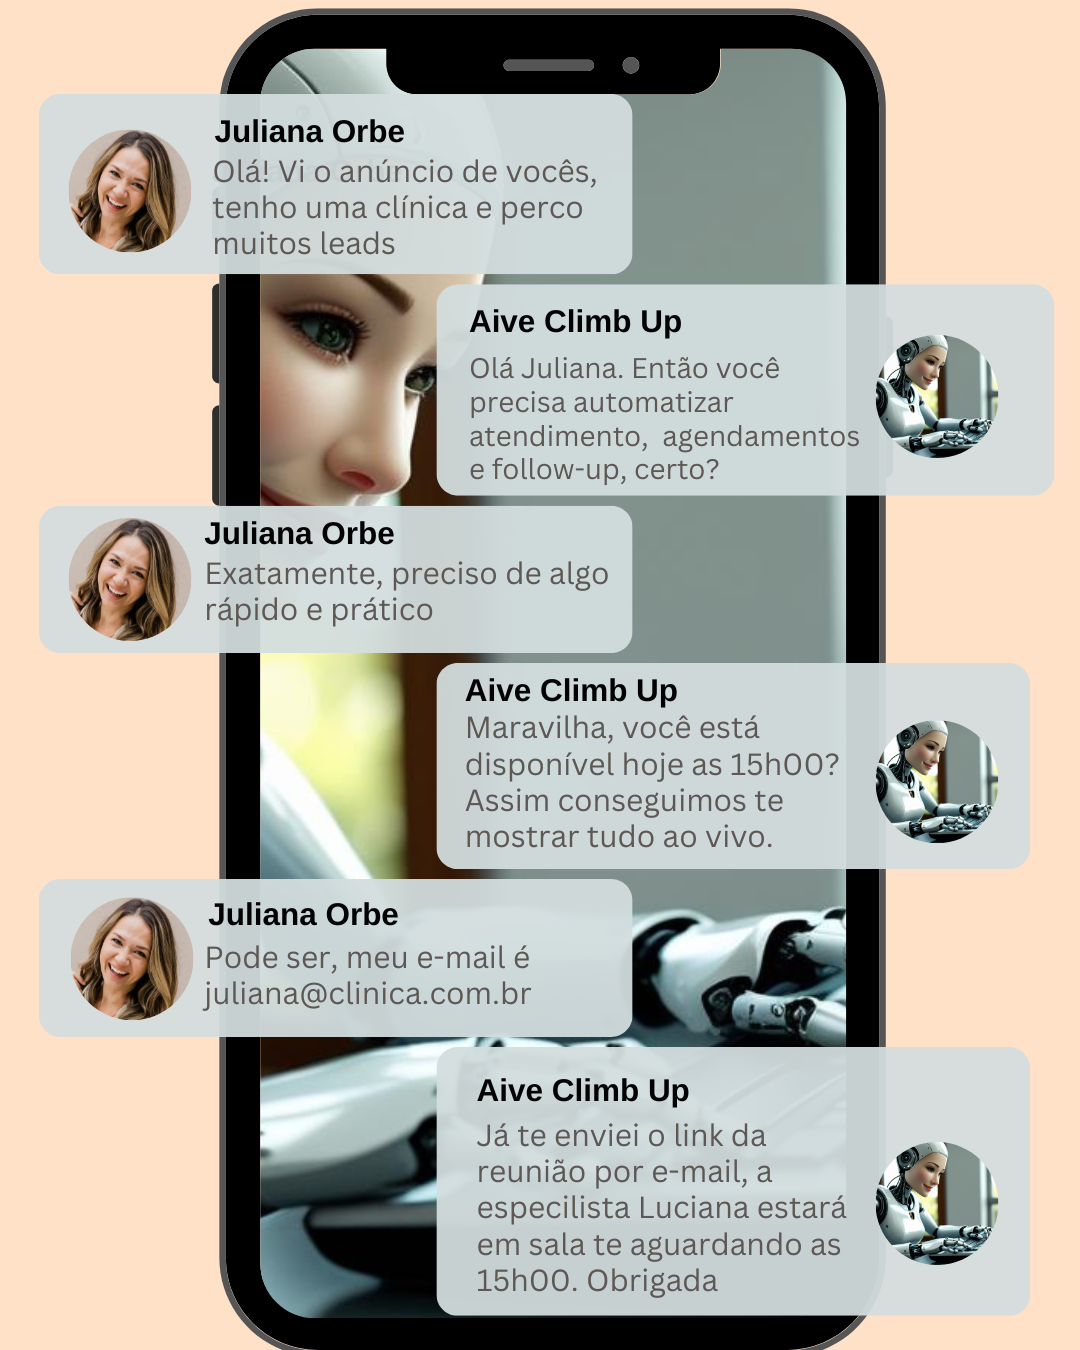 Juliana Orbe
Olá! Vi o anúncio de vocês,
tenho uma clínica e perco
muitos leads
Aive Climb Up
Olá Juliana. Então você
precisa automatizar
atendimento,  agendamentos
e follow-up, certo?
Juliana Orbe
Exatamente, preciso de algo
rápido e prático
Aive Climb Up
Maravilha, você está
disponível hoje as 15h00?
Assim conseguimos te
mostrar tudo ao vivo.
Juliana Orbe
Pode ser, meu e-mail é
juliana@clinica.com.br
Aive Climb Up
Já te enviei o link da
reunião por e-mail, a
especilista Luciana estará
em sala te aguardando as
15h00. Obrigada